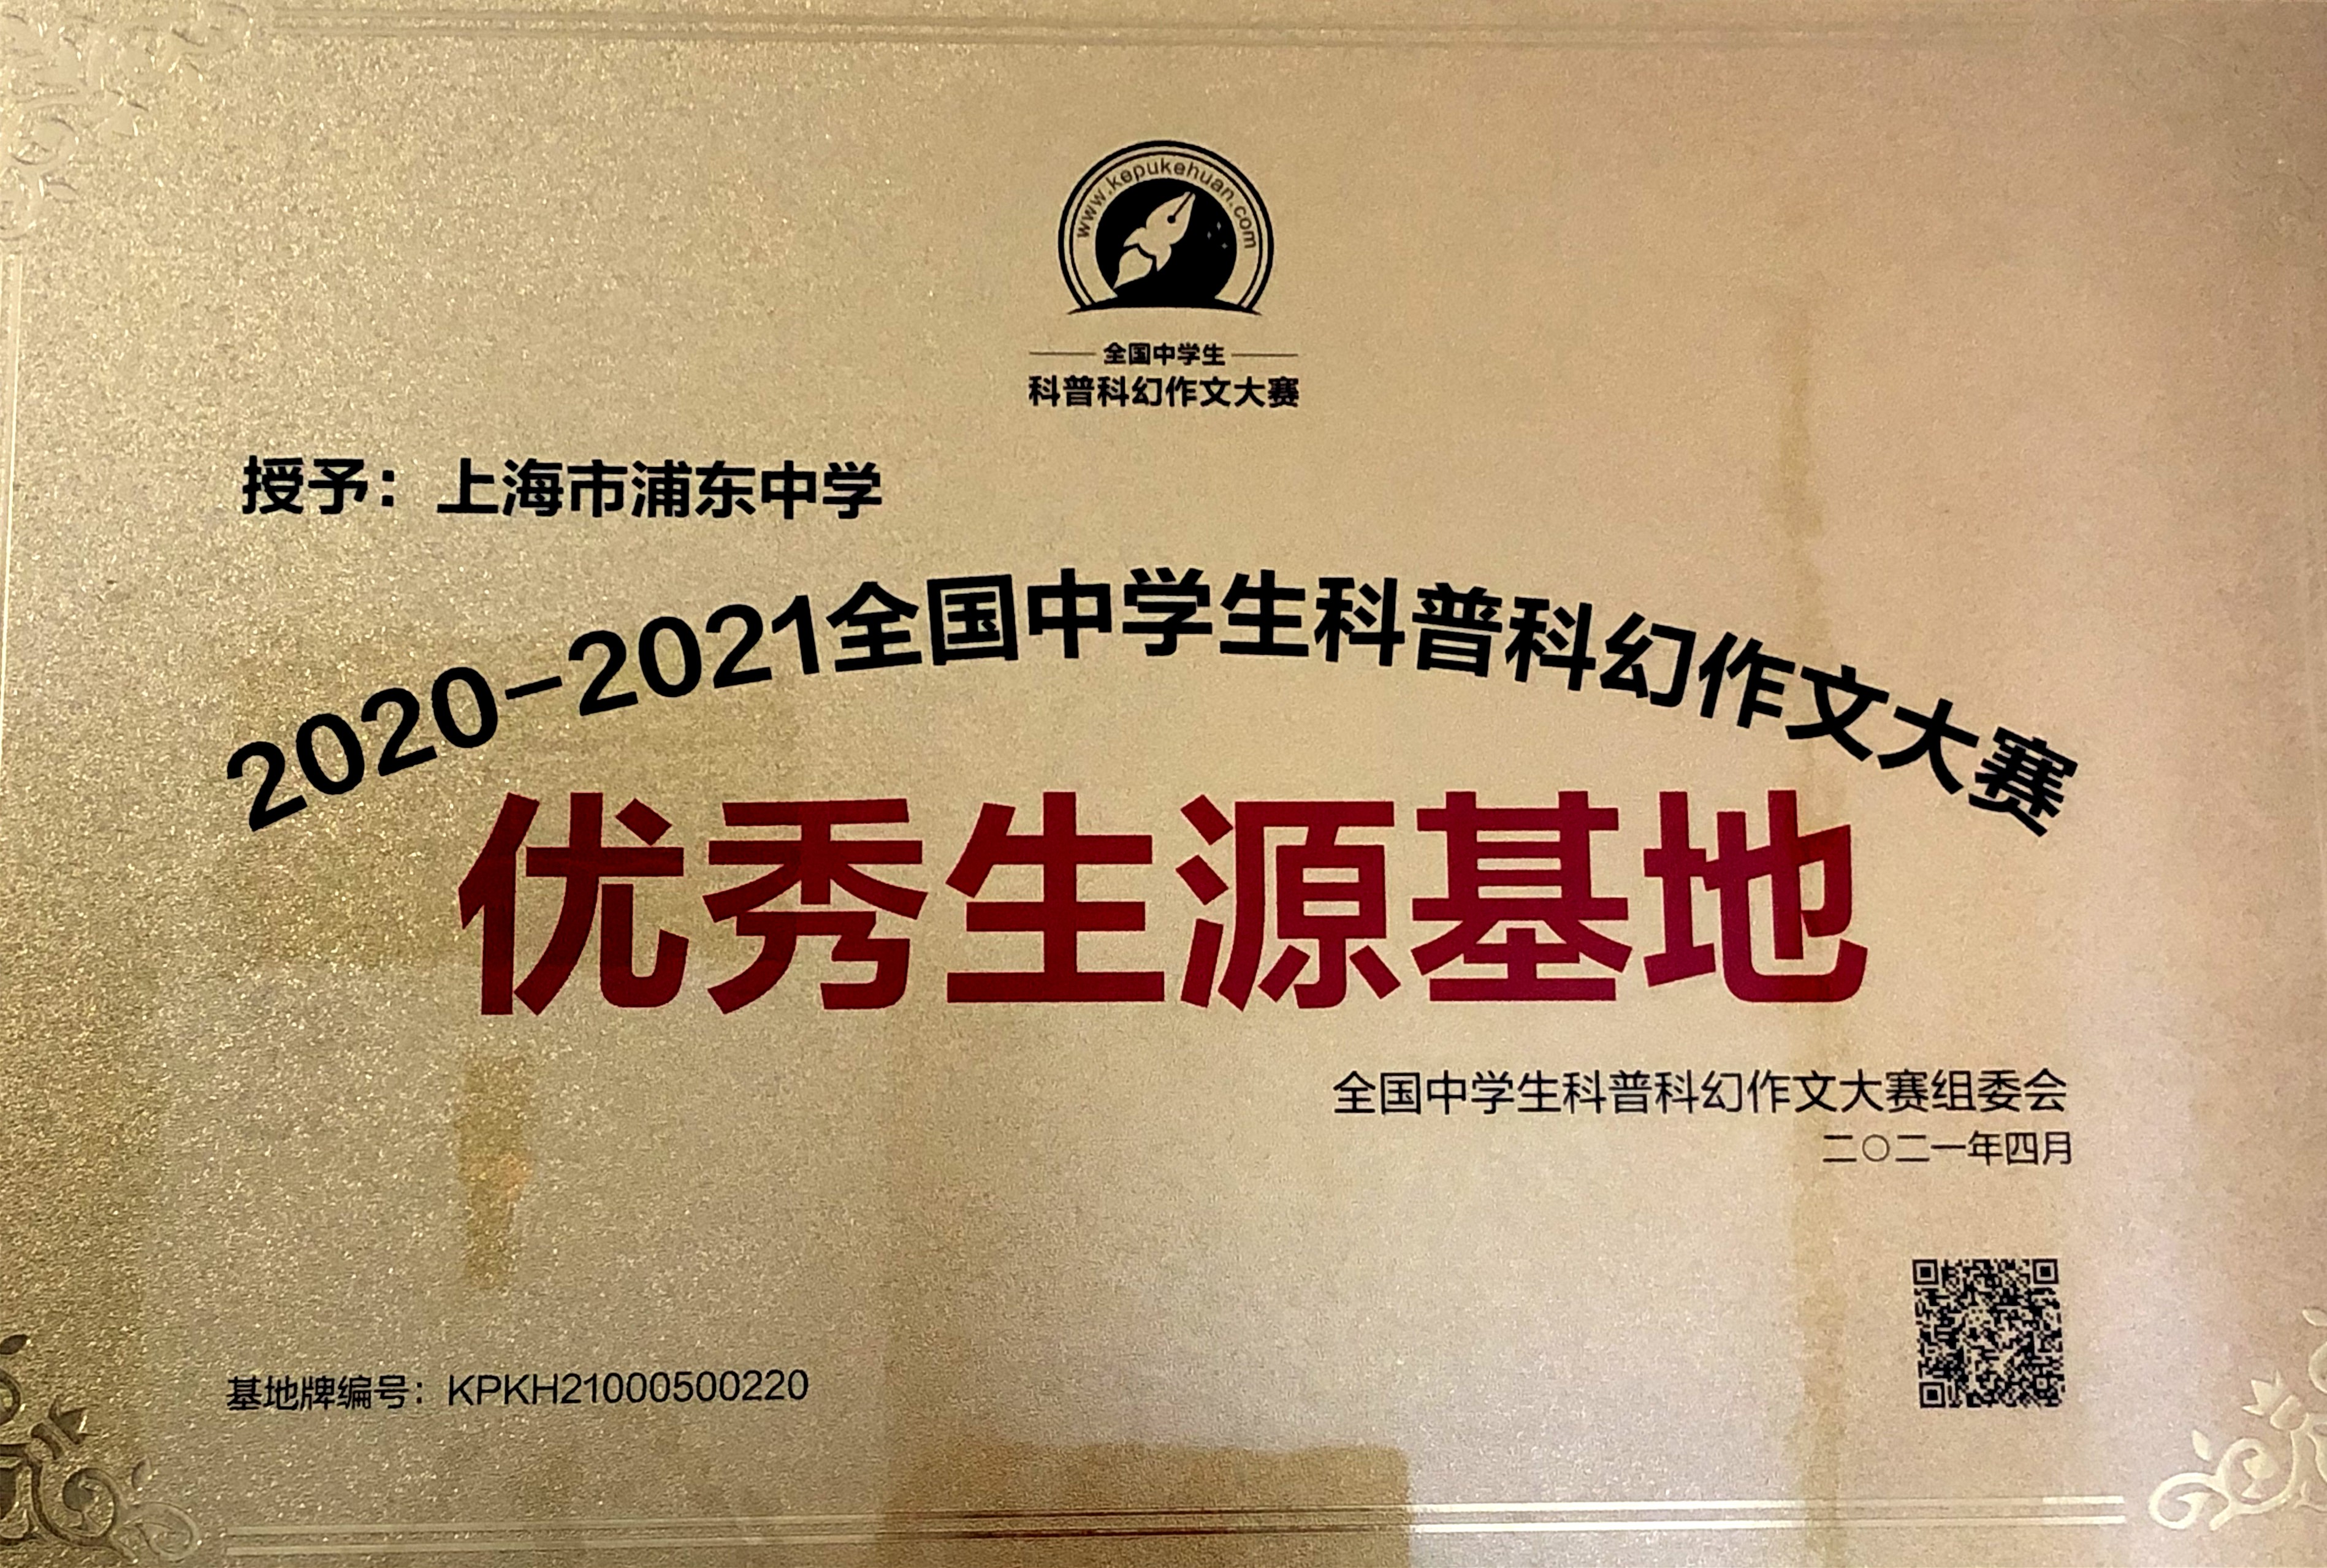 www.kepukehuan.com
全国中学生
科普科幻作文大赛
授予：上海市浦东中学
2020-2021全国中学生科普科幻作文大赛
优秀生源基地
全国中学生科普科幻作文大赛组委会
二〇二一年四月
基地牌编号：KPKH21000500220